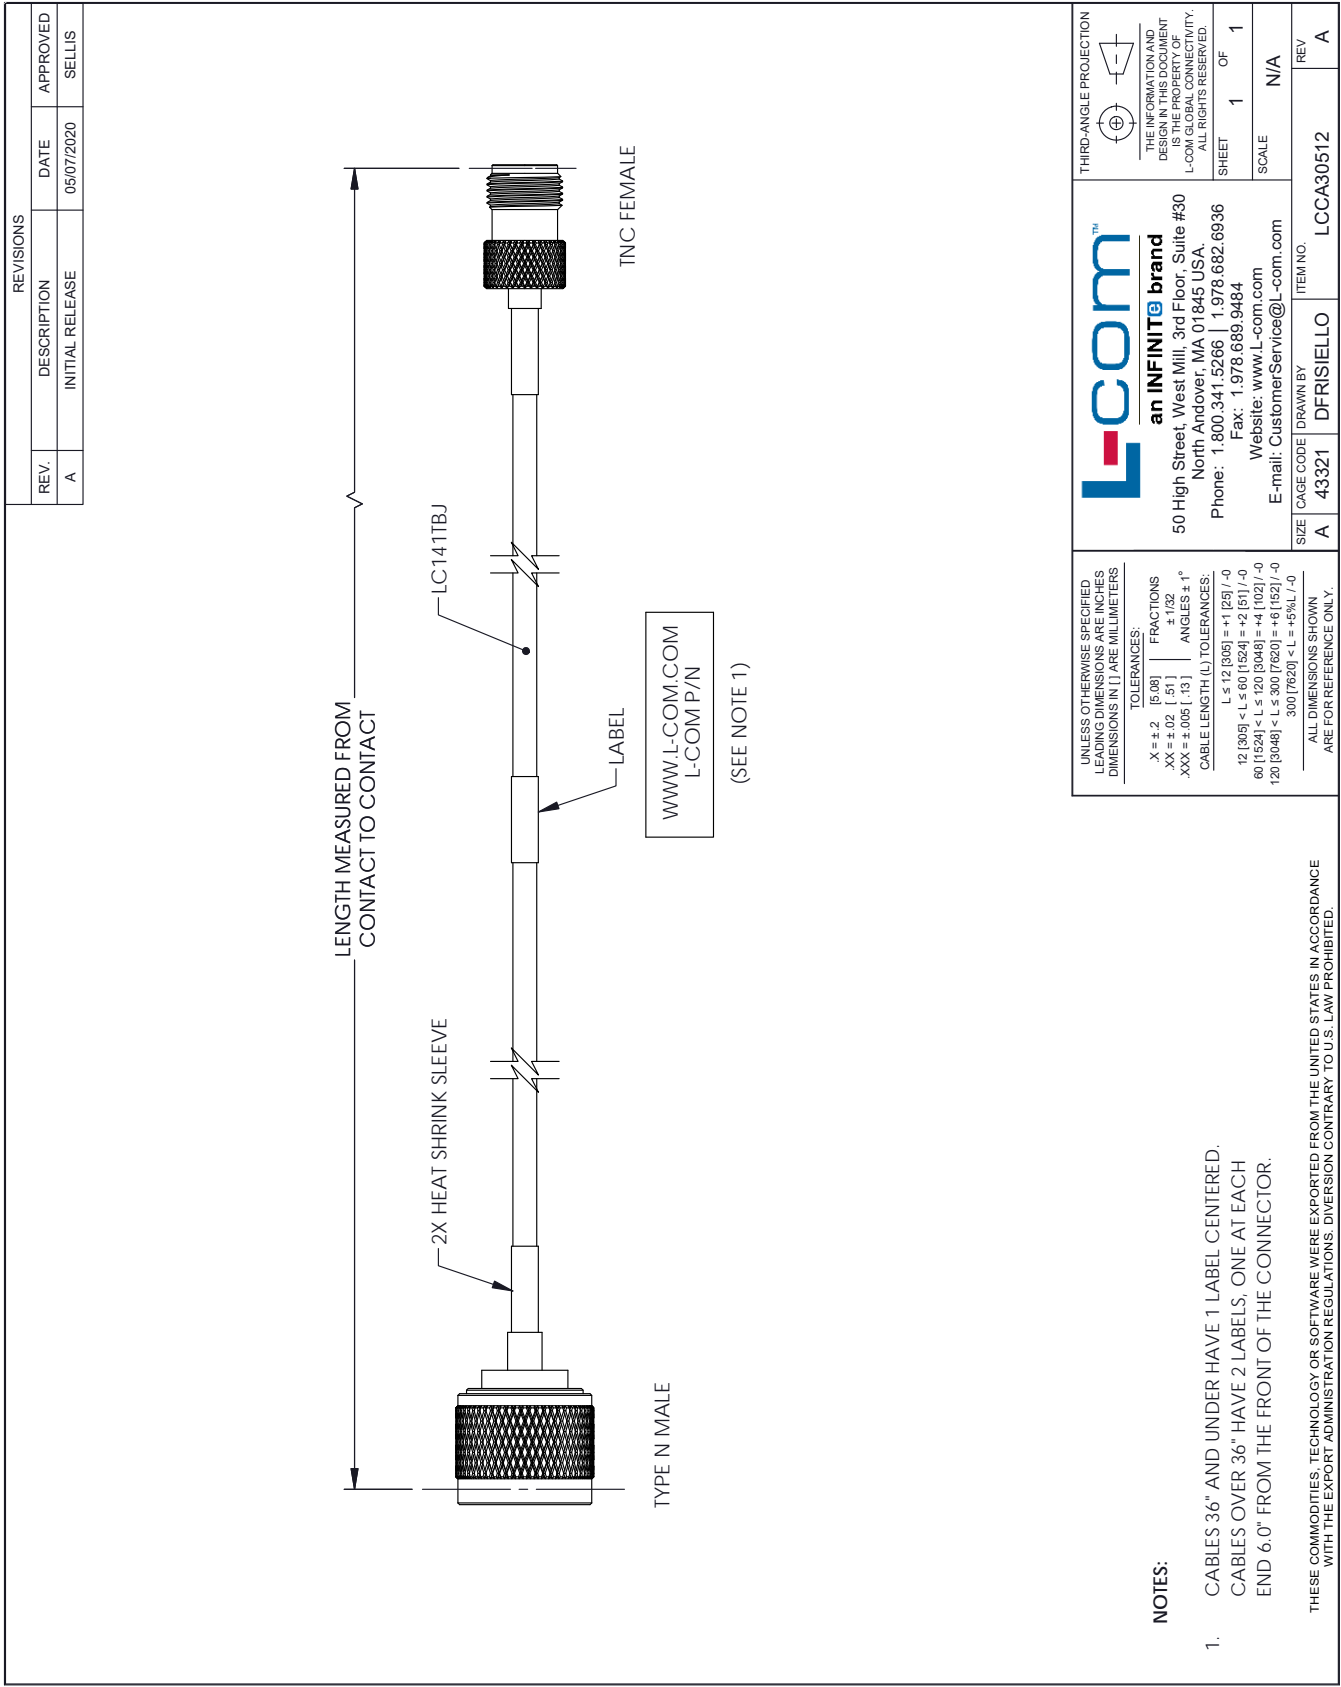 REVISIONS
REV. DESCRIPTION DATE APPROVED
A INITIAL RELEASE 05/07/2020 SELLIS
LENGTH MEASURED FROM
CONTACT TO CONTACT
2X HEAT SHRINK SLEEVE
LC141TBJ
TYPE N MALE
LABEL
TNC FEMALE
WWW.L-COM.COM
L-COM P/N
(SEE NOTE 1)
NOTES:
1. CABLES 36" AND UNDER HAVE 1 LABEL CENTERED.
CABLES OVER 36" HAVE 2 LABELS, ONE AT EACH
END 6.0" FROM THE FRONT OF THE CONNECTOR.
THESE COMMODITIES, TECHNOLOGY OR SOFTWARE WERE EXPORTED FROM THE UNITED STATES IN ACCORDANCE
WITH THE EXPORT ADMINISTRATION REGULATIONS. DIVERSION CONTRARY TO U.S. LAW PROHIBITED.
UNLESS OTHERWISE SPECIFIED
LEADING DIMENSIONS ARE INCHES
DIMENSIONS IN [ ] ARE MILLIMETERS
TOLERANCES:
.X = ±.2 [5.08] FRACTIONS
.XX = ±.02 [ .51 ] ± 1/32
.XXX = ±.005 [ .13 ] ANGLES ± 1°
CABLE LENGTH (L) TOLERANCES:
L ≤ 12 [305] = +1 [25] / -0
12 [305] < L ≤ 60 [1524] = +2 [51] / -0
60 [1524] < L ≤ 120 [3048] = +4 [102] / -0
120 [3048] < L ≤ 300 [7620] = +6 [152] / -0
300 [7620] < L = +5%L / -0
ALL DIMENSIONS SHOWN
ARE FOR REFERENCE ONLY.
L-com™
an INFINITe brand
50 High Street, West Mill, 3rd Floor, Suite #30
North Andover, MA 01845 USA.
Phone: 1.800.341.5266 | 1.978.682.6936
Fax: 1.978.689.9484
Website: www.L-com.com
E-mail: CustomerService@L-com.com
THIRD-ANGLE PROJECTION
THE INFORMATION AND
DESIGN IN THIS DOCUMENT
IS THE PROPERTY OF
L-COM GLOBAL CONNECTIVITY.
ALL RIGHTS RESERVED.
SHEET 1 OF 1
SCALE N/A
SIZE CAGE CODE DRAWN BY ITEM NO. REV
A 43321 DFRISIELLO LCCA30512 A